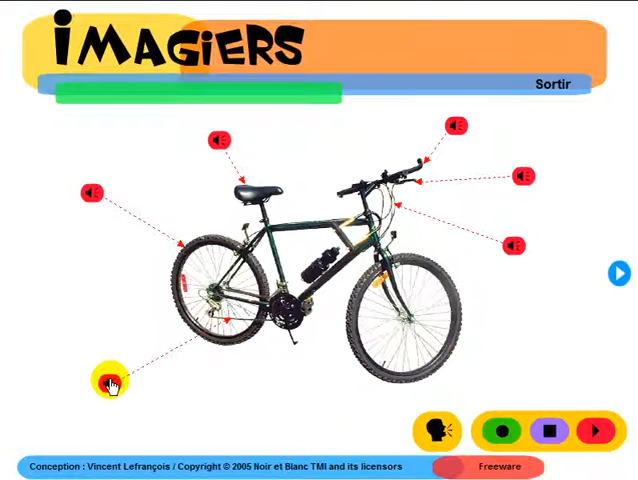 iMAGiERS
Sortir
Conception : Vincent Lefrançois / Copyright © 2005 Noir et Blanc TMI and its licensors
Freeware